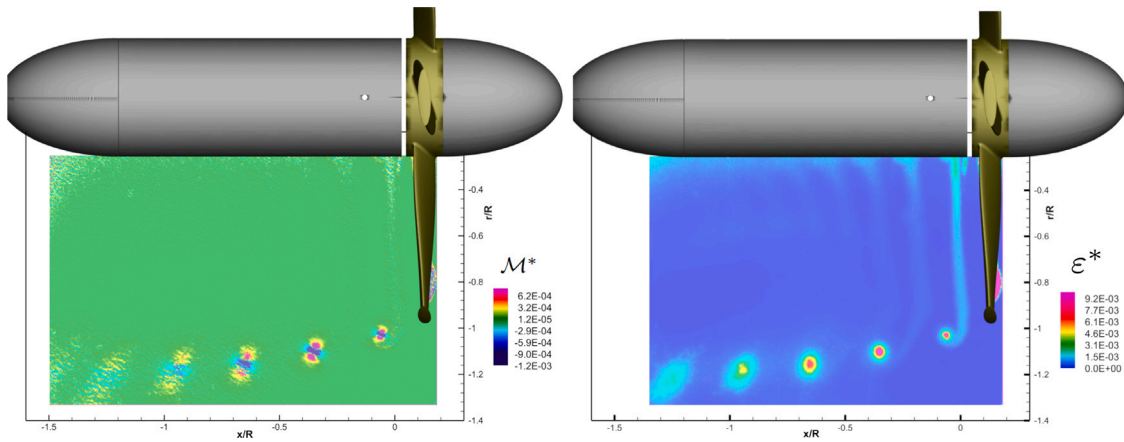 -0.4
-0.6
r/R
-0.8
-1
-1.2
-1.4
M*
6.2E-04
3.2E-04
1.2E-05
-2.9E-04
-5.9E-04
-9.0E-04
-1.2E-03
-1.5
-1
-0.5
0
x/R
-0.4
-0.6
r/R
-0.8
-1
-1.2
-1.4
ε*
9.2E-03
7.7E-03
6.1E-03
4.6E-03
3.1E-03
1.5E-03
0.0E+00
-1
-0.5
0
x/R